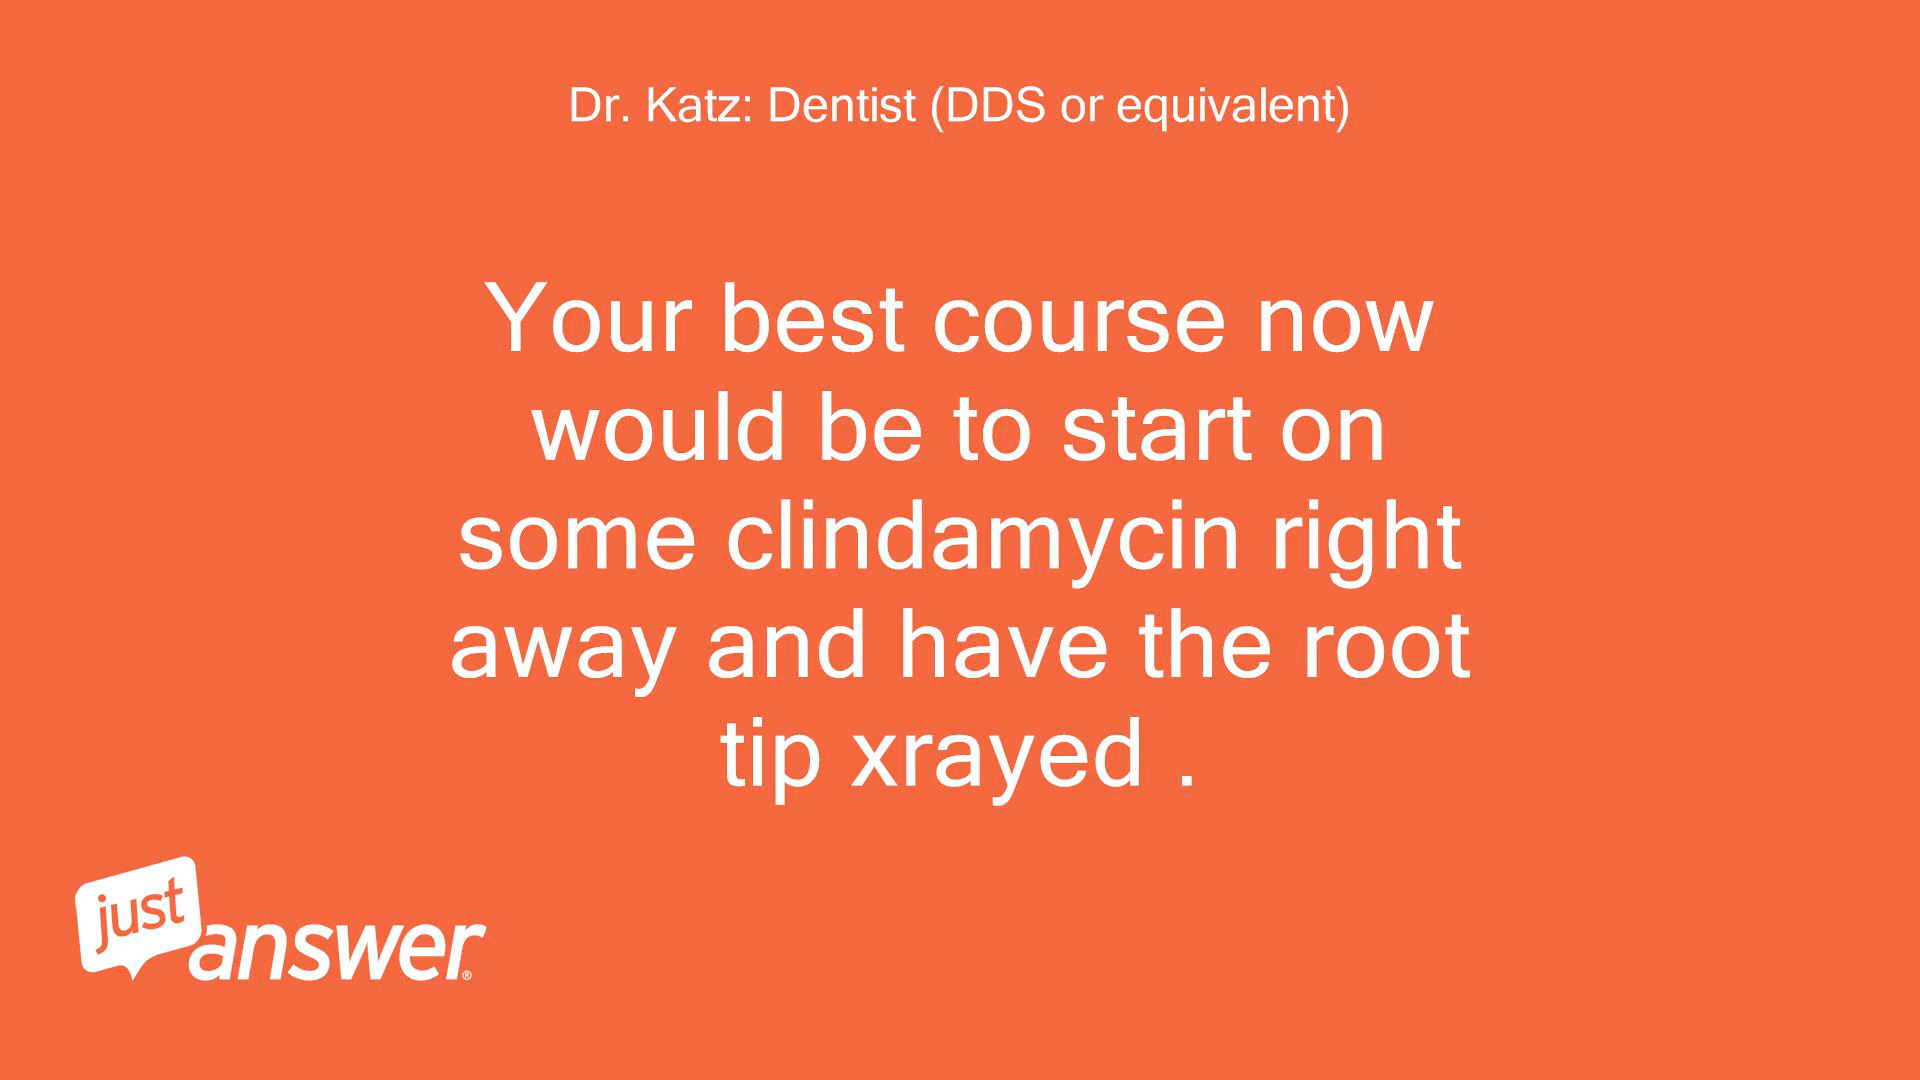 Dr. Katz: Dentist (DDS or equivalent)
Your best course now
would be to start on
some clindamycin right
away and have the root
tip xrayed .
just
answer®